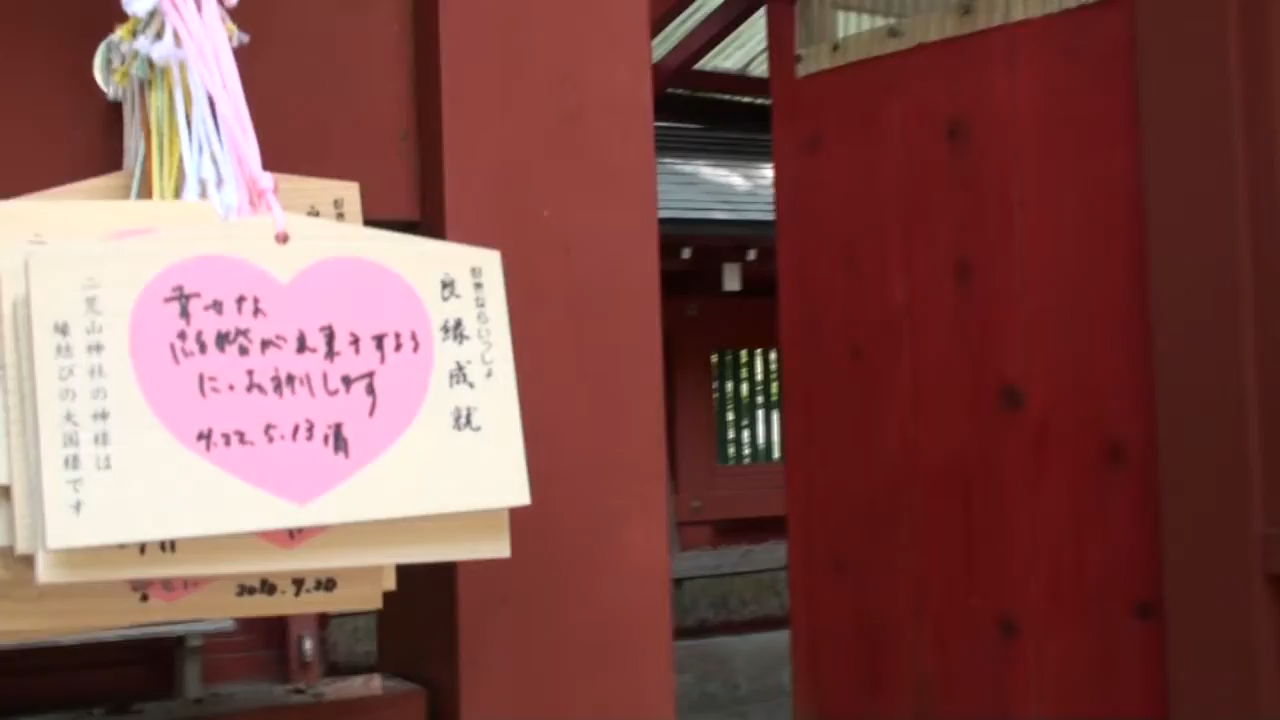 良縁成就
幸せな
結婚が出来ますよう
に。お祈りします
H.22.5.13
二荒山神社の神様は
縁結びの大国様です
2010.4.20